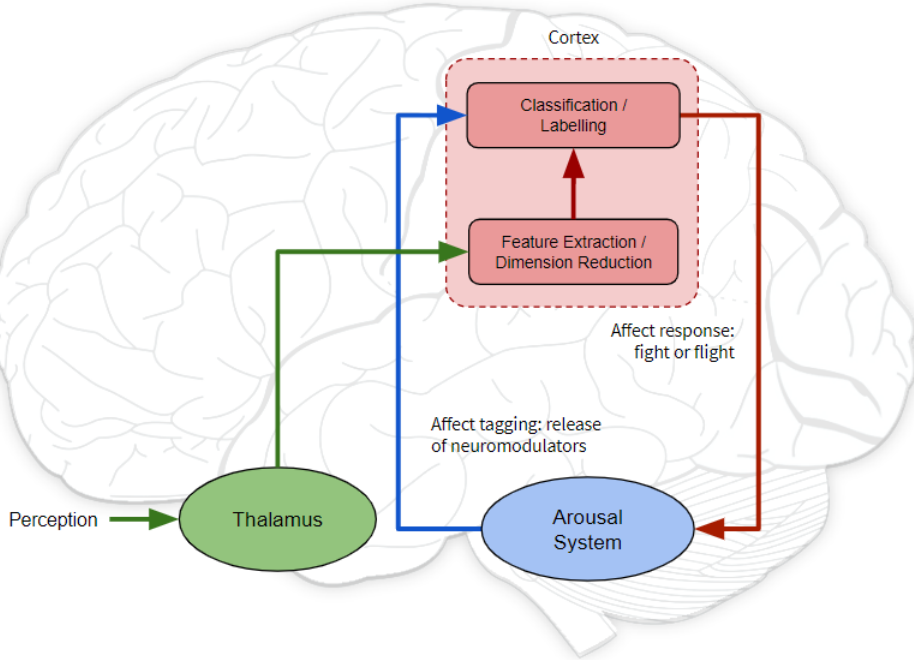 Cortex
Classification /
Labelling
Feature Extraction /
Dimension Reduction
Affect response:
fight or flight
Affect tagging: release
of neuromodulators
Perception
Thalamus
Arousal
System